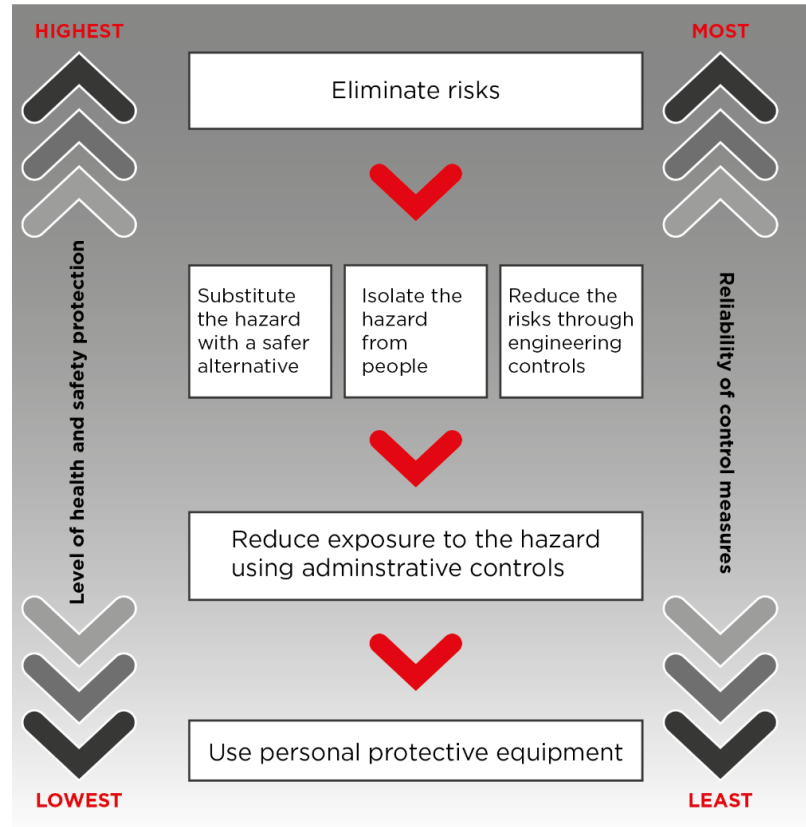 HIGHEST
MOST
Eliminate risks
Substitute
the hazard
with a safer
alternative
Isolate the
hazard
from
people
Reduce the
risks through
engineering
controls
Level of health and safety protection
Reliability of control measures
Reduce exposure to the hazard
using adminstrative controls
Use personal protective equipment
LOWEST
LEAST